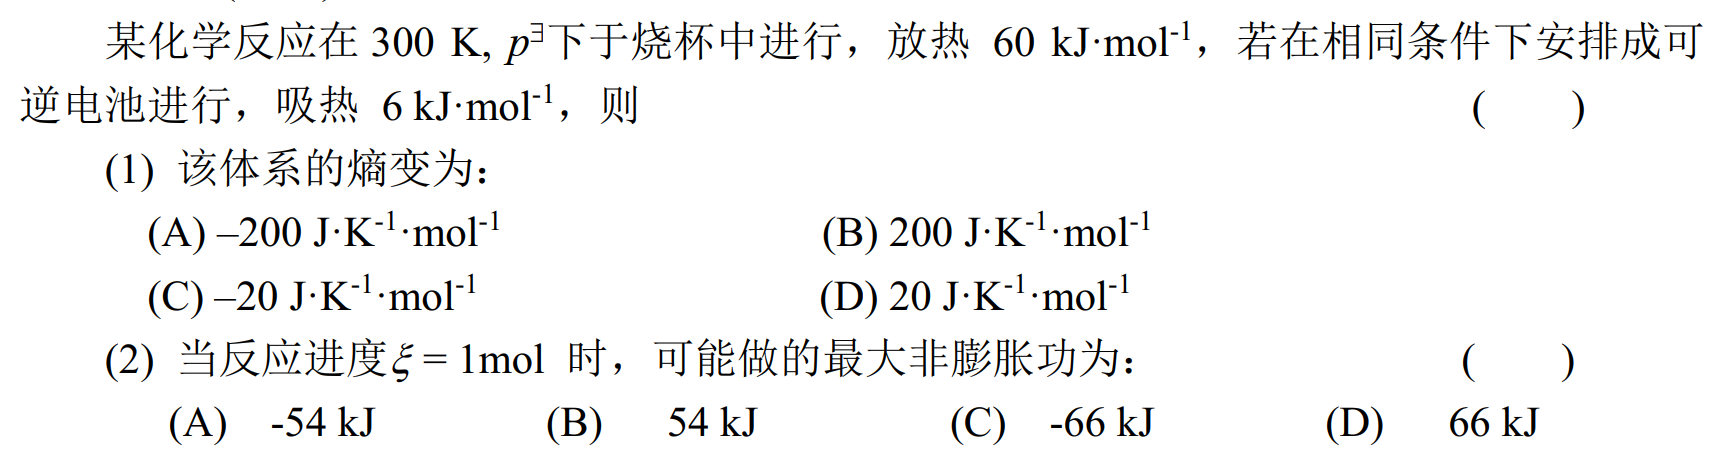 某化学反应在 300 K, p^∃下于烧杯中进行，放热 60 kJ·mol⁻¹，若在相同条件下安排成可
逆电池进行，吸热 6 kJ·mol⁻¹，则 ( )
(1) 该体系的熵变为：
(A) –200 J·K⁻¹·mol⁻¹ (B) 200 J·K⁻¹·mol⁻¹
(C) –20 J·K⁻¹·mol⁻¹ (D) 20 J·K⁻¹·mol⁻¹
(2) 当反应进度ξ = 1mol 时，可能做的最大非膨胀功为： ( )
(A) -54 kJ (B) 54 kJ (C) -66 kJ (D) 66 kJ